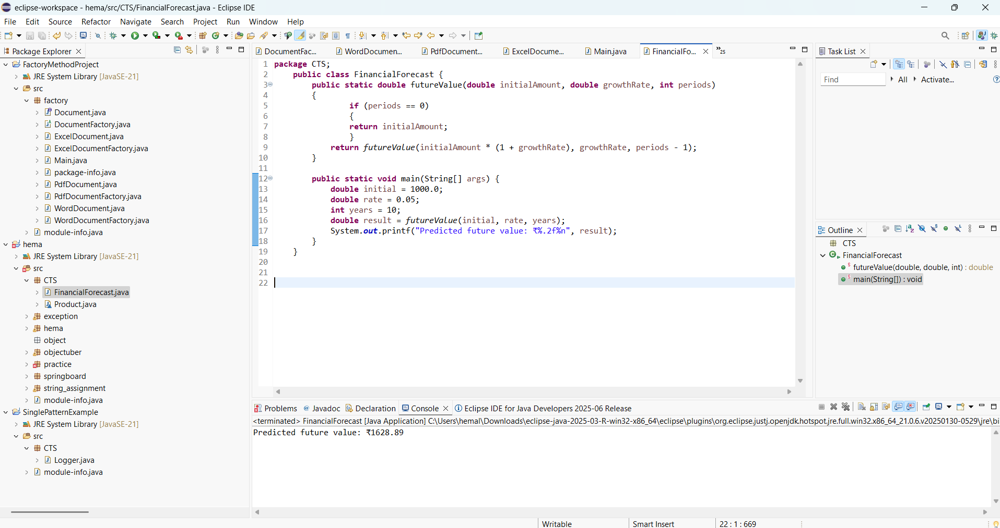 eclipse-workspace - hema/src/CTS/FinancialForecast.java - Eclipse IDE
File Edit Source Refactor Navigate Search Project Run Window Help
Package Explorer
FactoryMethodProject
JRE System Library [JavaSE-21]
src
factory
Document.java
DocumentFactory.java
ExcelDocument.java
ExcelDocumentFactory.java
Main.java
package-info.java
PdfDocument.java
PdfDocumentFactory.java
WordDocument.java
WordDocumentFactory.java
module-info.java
hema
JRE System Library [JavaSE-21]
src
CTS
FinancialForecast.java
Product.java
exception
hema
object
objectuber
practice
springboard
string_assignment
module-info.java
SinglePatternExample
JRE System Library [JavaSE-21]
src
CTS
Logger.java
module-info.java
DocumentFac... WordDocumen... PdfDocument... ExcelDocume... Main.java FinancialFo... »25
1 package CTS;
2 public class FinancialForecast {
3 public static double futureValue(double initialAmount, double growthRate, int periods)
4 {
5 if (periods == 0)
6 {
7 return initialAmount;
8 }
9 return futureValue(initialAmount * (1 + growthRate), growthRate, periods - 1);
10 }
11
12 public static void main(String[] args) {
13 double initial = 1000.0;
14 double rate = 0.05;
15 int years = 10;
16 double result = futureValue(initial, rate, years);
17 System.out.printf("Predicted future value: ₹%.2f%n", result);
18 }
19 }
20
21
22
Task List
Find All Activate...
Outline
CTS
FinancialForecast
futureValue(double, double, int) : double
main(String[]) : void
Problems Javadoc Declaration Console Eclipse IDE for Java Developers 2025-06 Release
<terminated> FinancialForecast [Java Application] C:\Users\hemal\Downloads\eclipse-java-2025-03-R-win32-x86_64\eclipse\plugins\org.eclipse.justj.openjdk.hotspot.jre.full.win32.x86_64_21.0.6.v20250130-0529\jre\bi
Predicted future value: ₹1628.89
Writable Smart Insert 22 : 1 : 669